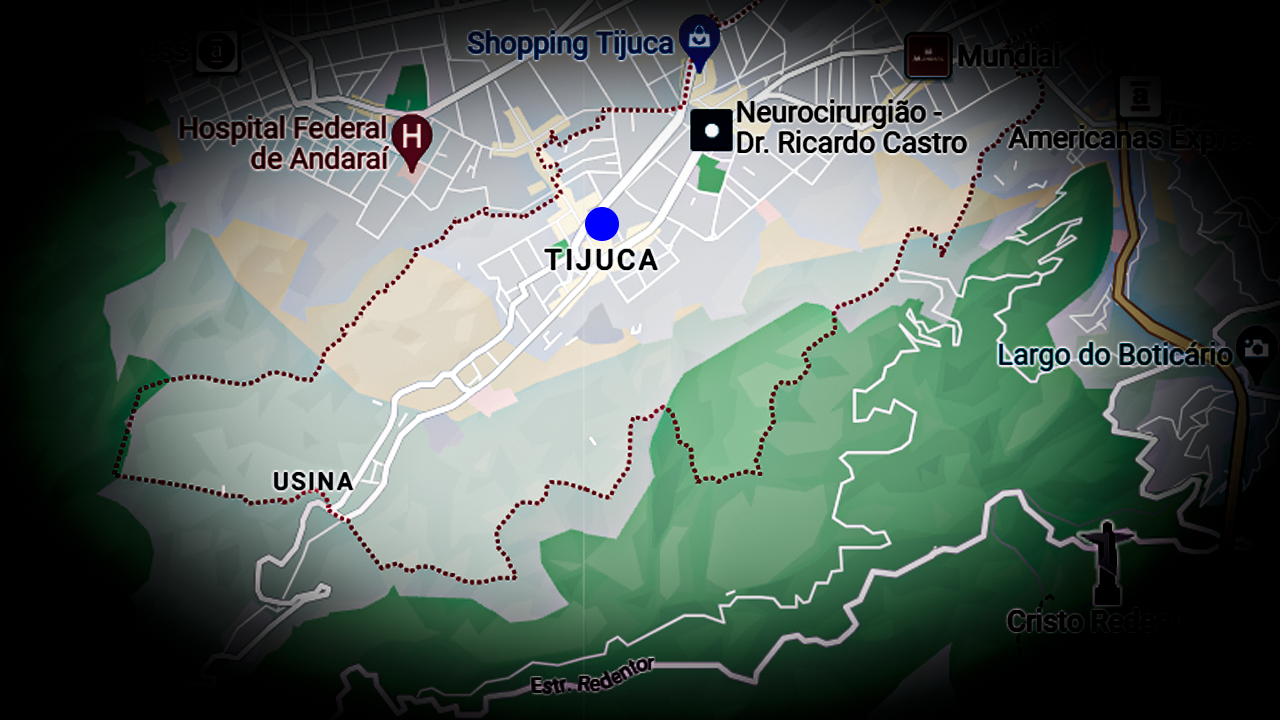 Shopping Tijuca
Mundial
Neurocirurgião -
Dr. Ricardo Castro
Hospital Federal
de Andaraí
H
Americanas Expre
TIJUCA
Largo do Boticário
USINA
Cristo Reden
Estr. Redentor